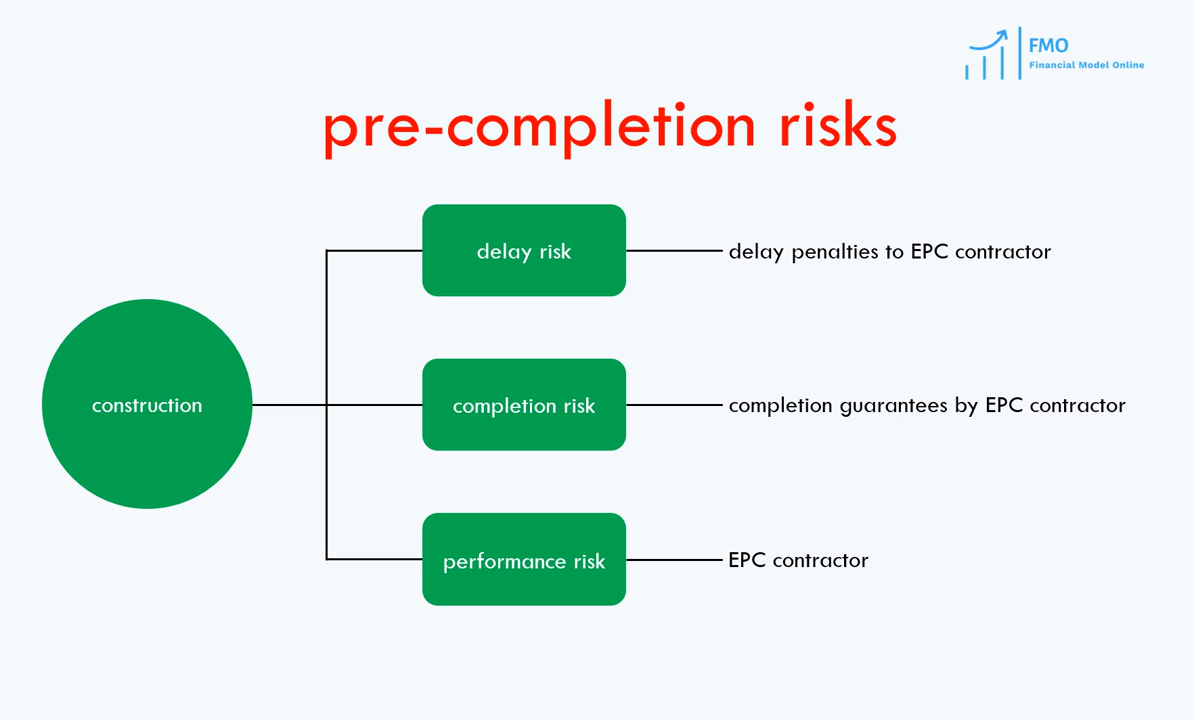 FMO
Financial Model Online
pre-completion risks
delay risk
delay penalties to EPC contractor
construction
completion risk
completion guarantees by EPC contractor
performance risk
EPC contractor